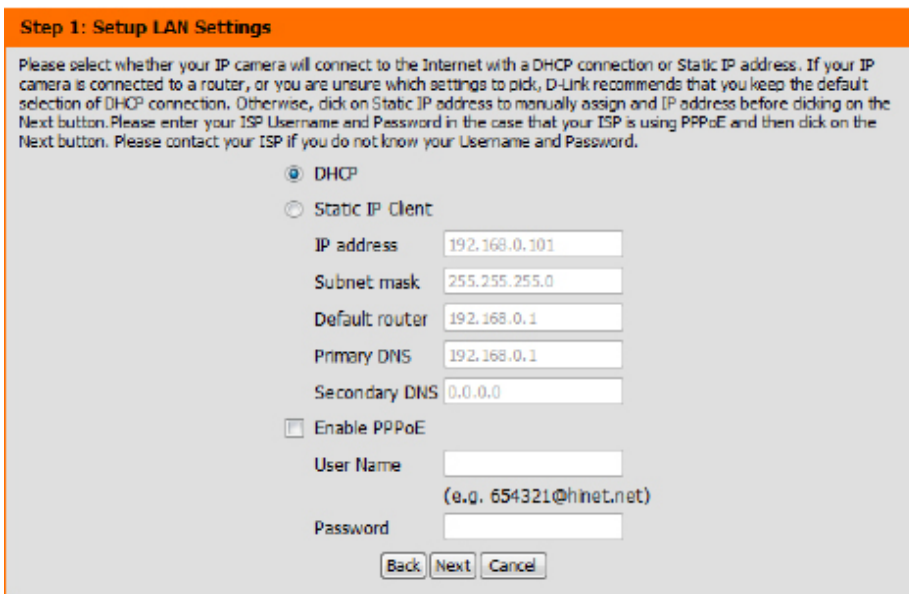 Step 1: Setup LAN Settings
Please select whether your IP camera will connect to the Internet with a DHCP connection or Static IP address. If your IP
camera is connected to a router, or you are unsure which settings to pick, D-Link recommends that you keep the default
selection of DHCP connection. Otherwise, click on Static IP address to manually assign and IP address before clicking on the
Next button.Please enter your ISP Username and Password in the case that your ISP is using PPPoE and then click on the
Next button. Please contact your ISP if you do not know your Username and Password.
DHCP
Static IP Client
IP address 192.168.0.101
Subnet mask 255.255.255.0
Default router 192.168.0.1
Primary DNS 192.168.0.1
Secondary DNS 0.0.0.0
Enable PPPoE
User Name
(e.g. 654321@hinet.net)
Password
Back Next Cancel